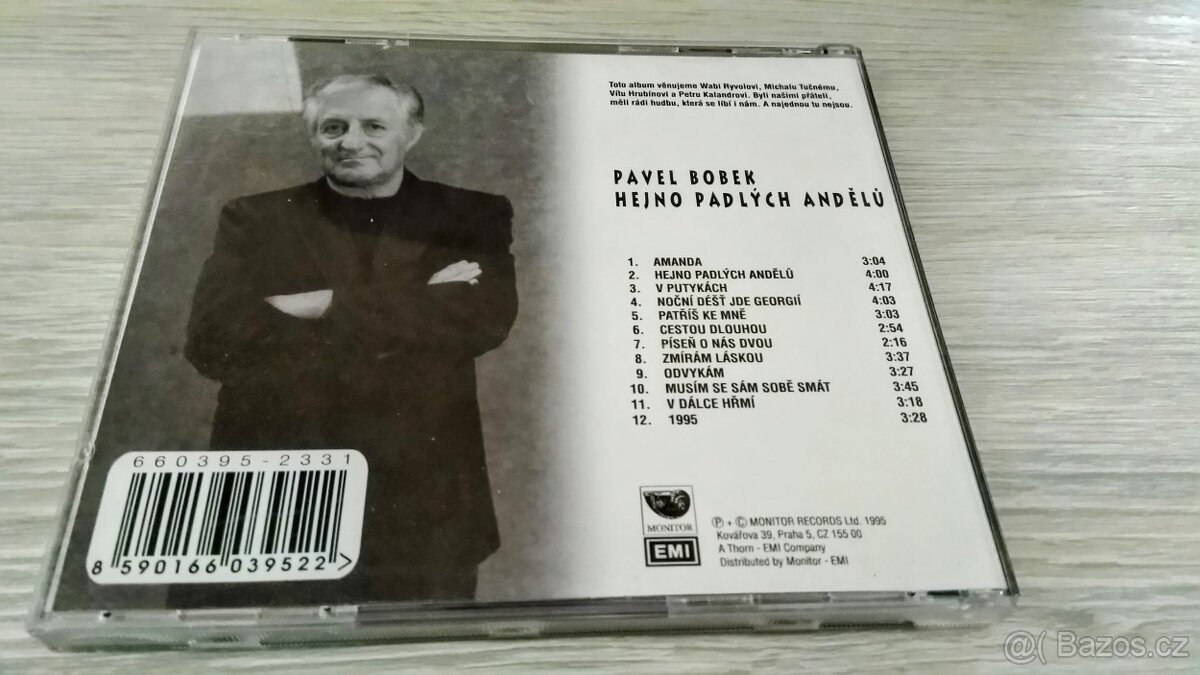 Toto album věnujeme Wabi Ryvolovi, Michalu Tučnému,
Vítu Hrubínovi a Petru Kalandrovi. Byli našimi přáteli,
měli rádi hudbu, která se líbí i nám. A najednou tu nejsou.
PAVEL BOBEK
HEJNO PADLÝCH ANDĚLŮ
1. AMANDA 3:04
2. HEJNO PADLÝCH ANDĚLŮ 4:00
3. V PUTYKÁCH 4:17
4. NOČNÍ DÉŠŤ JDE GEORGIÍ 4:03
5. PATŘÍŠ KE MNĚ 3:03
6. CESTOU DLOUHOU 2:54
7. PÍSEŇ O NÁS DVOU 2:16
8. ZMÍRÁM LÁSKOU 3:37
9. ODVYKÁM 3:27
10. MUSÍM SE SÁM SOBĚ SMÁT 3:45
11. V DÁLCE HŘMÍ 3:18
12. 1995 3:28
660395-2331
8 590166 039522 >
MONITOR
EMI
Ⓟ + © MONITOR RECORDS Ltd. 1995
Kovářova 39, Praha 5, CZ 155 00
A Thorn - EMI Company
Distributed by Monitor - EMI
@( Bazos.cz